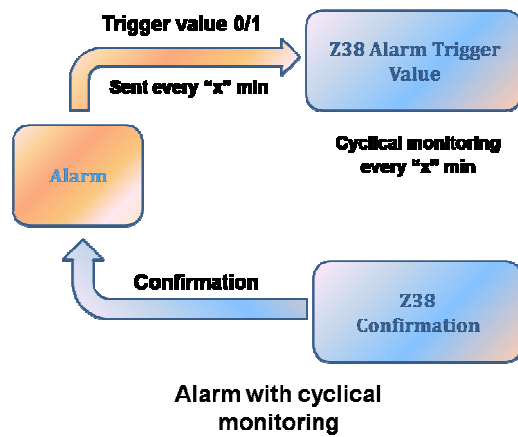 Trigger value 0/1
Sent every “x” min
Z38 Alarm Trigger
Value
Cyclical monitoring
every “x” min
Alarm
Confirmation
Z38
Confirmation
Alarm with cyclical
monitoring